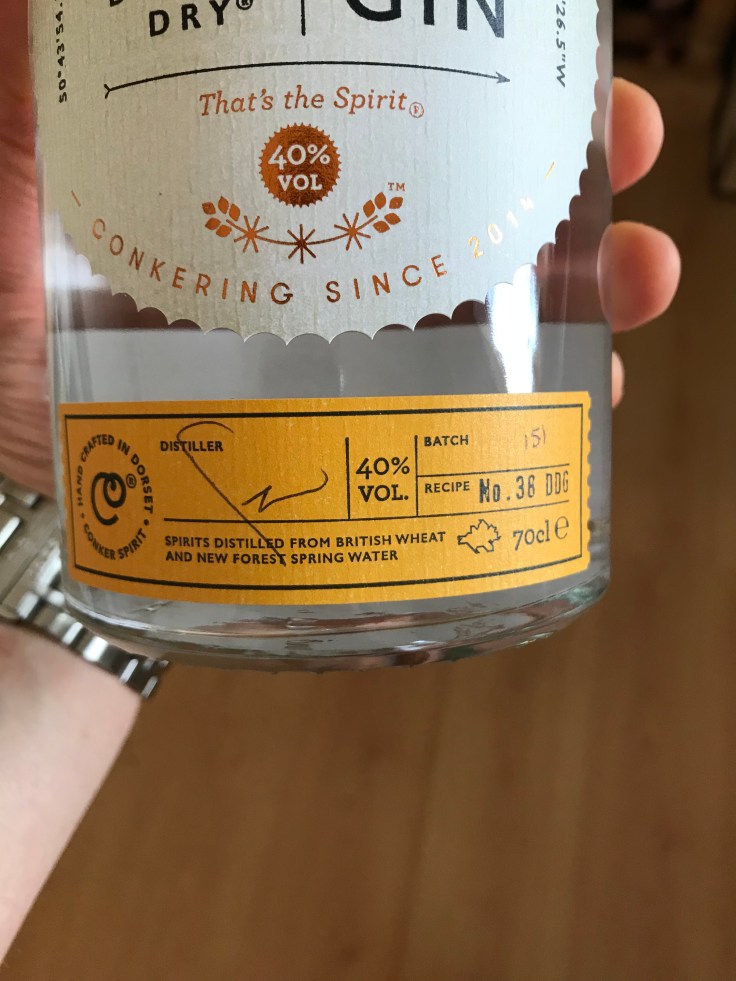 DRY®
GIN
50°43'54.
26.5"W
That's the Spirit Ⓕ
40%
VOL
TM
CONKERING SINCE 2014
HAND CRAFTED IN DORSET
CONKER SPIRIT
®
DISTILLER
40%
VOL.
BATCH 151
RECIPE No.38 DDG
SPIRITS DISTILLED FROM BRITISH WHEAT
AND NEW FOREST SPRING WATER
70cl ℮